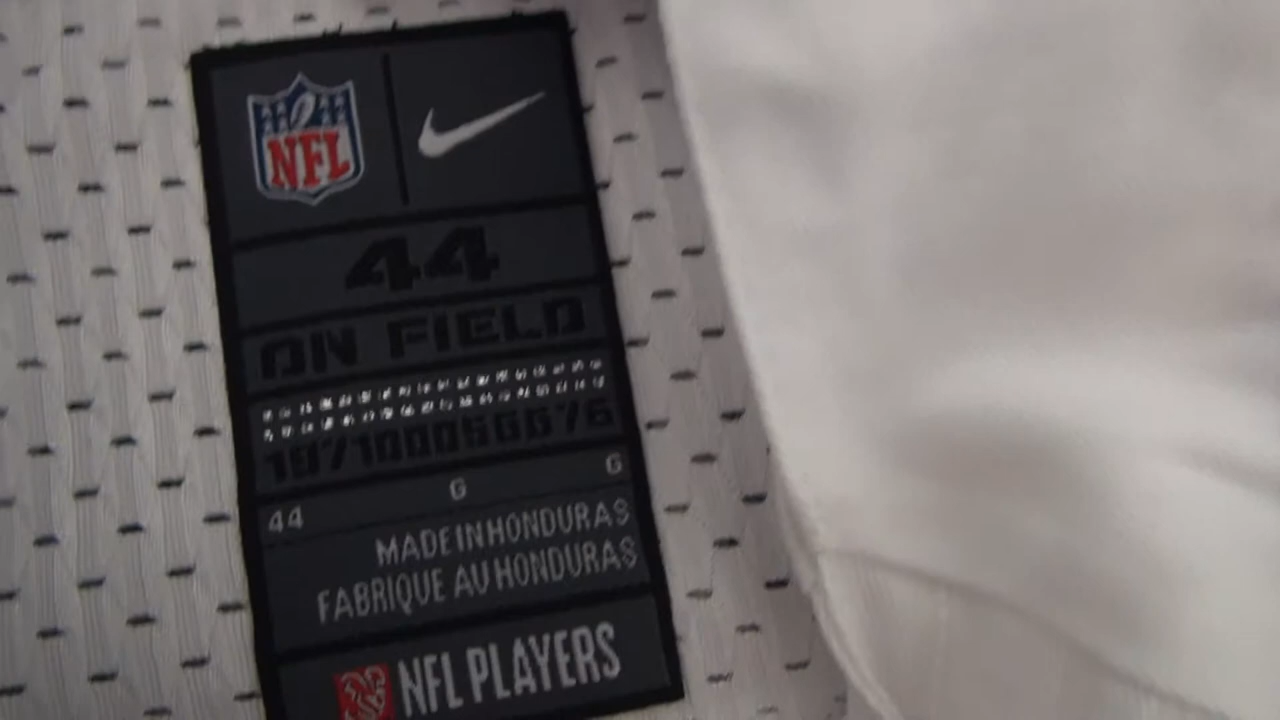 NFL
44
ON FIELD
44 G G
MADE IN HONDURAS
FABRIQUE AU HONDURAS
NFL PLAYERS